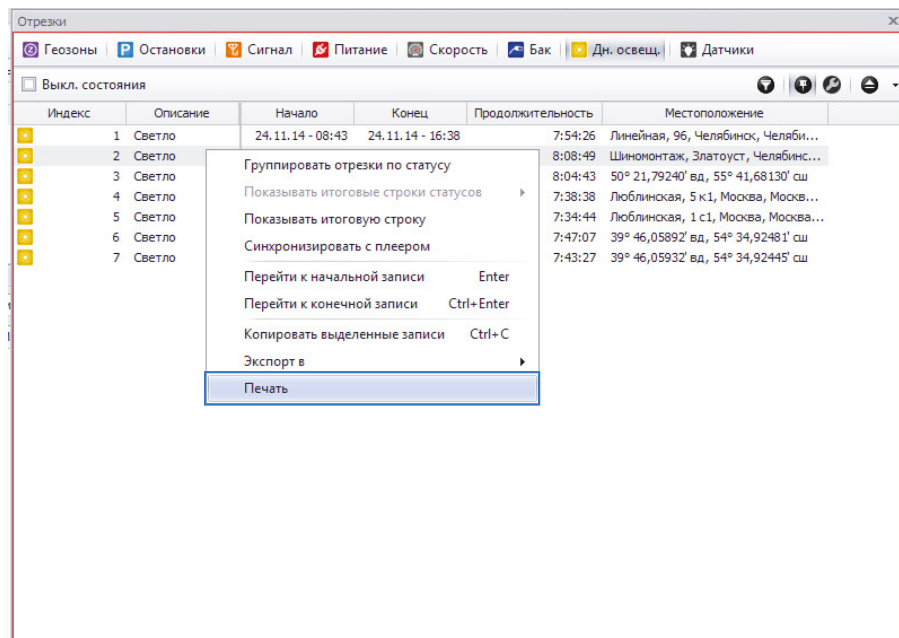 Отрезки
Геозоны Остановки Сигнал Питание Скорость Бак Дн. освещ. Датчики
Выкл. состояния
Индекс Описание Начало Конец Продолжительность Местоположение
1 Светло 24.11.14 - 08:43 24.11.14 - 16:38 7:54:26 Линейная, 96, Челябинск, Челяби...
2 Светло 8:08:49 Шиномонтаж, Златоуст, Челябинс...
3 Светло 8:04:43 50° 21,79240' вд, 55° 41,68130' сш
4 Светло 7:38:38 Люблинская, 5 к1, Москва, Москв...
5 Светло 7:34:44 Люблинская, 1 с1, Москва, Москва...
6 Светло 7:47:07 39° 46,05892' вд, 54° 34,92481' сш
7 Светло 7:43:27 39° 46,05932' вд, 54° 34,92445' сш
Группировать отрезки по статусу
Показывать итоговые строки статусов
Показывать итоговую строку
Синхронизировать с плеером
Перейти к начальной записи Enter
Перейти к конечной записи Ctrl+Enter
Копировать выделенные записи Ctrl+C
Экспорт в
Печать